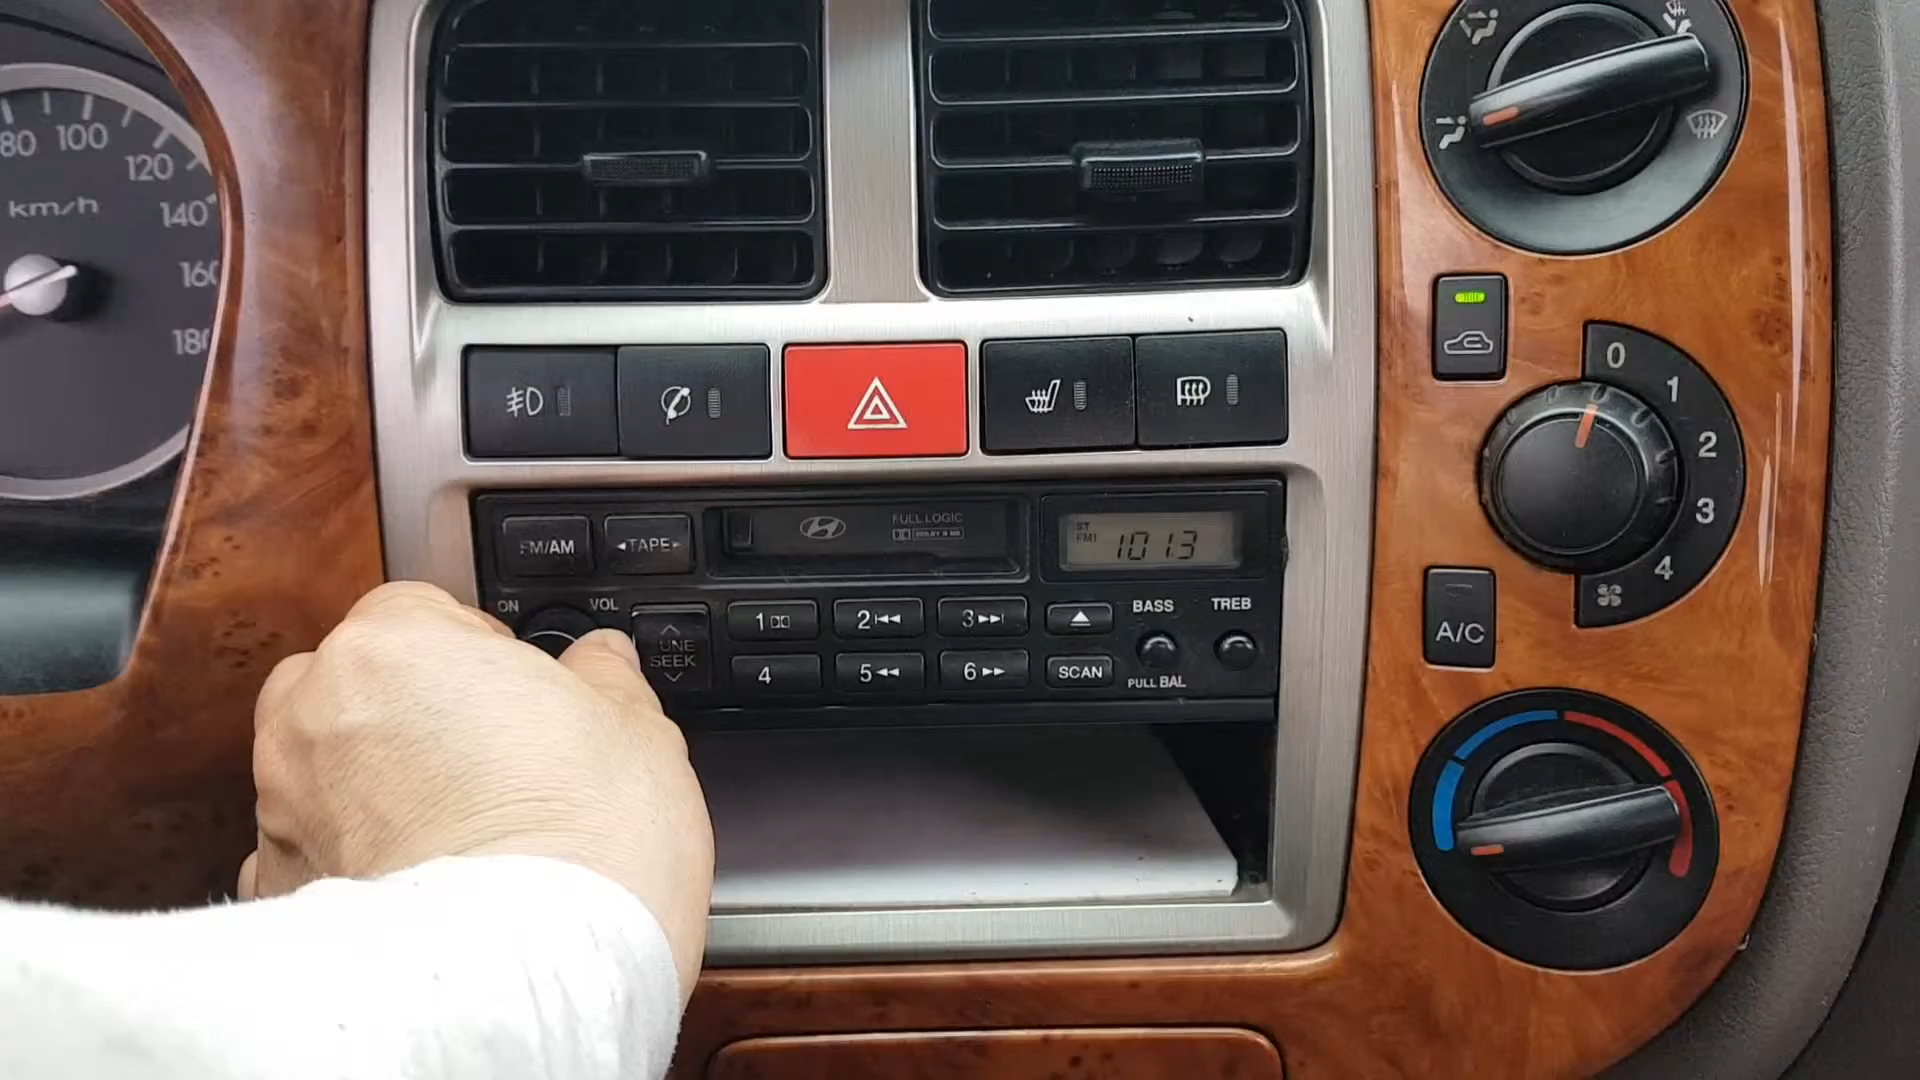 80
100
120
km/h
140
160
180
0
1
2
3
4
FULL LOGIC
FM/AM
◄TAPE►
ST
FM1
101.3
ON
VOL
1
2
3
BASS
TREB
SEEK
4
5
6
SCAN
PULL BAL
A/C